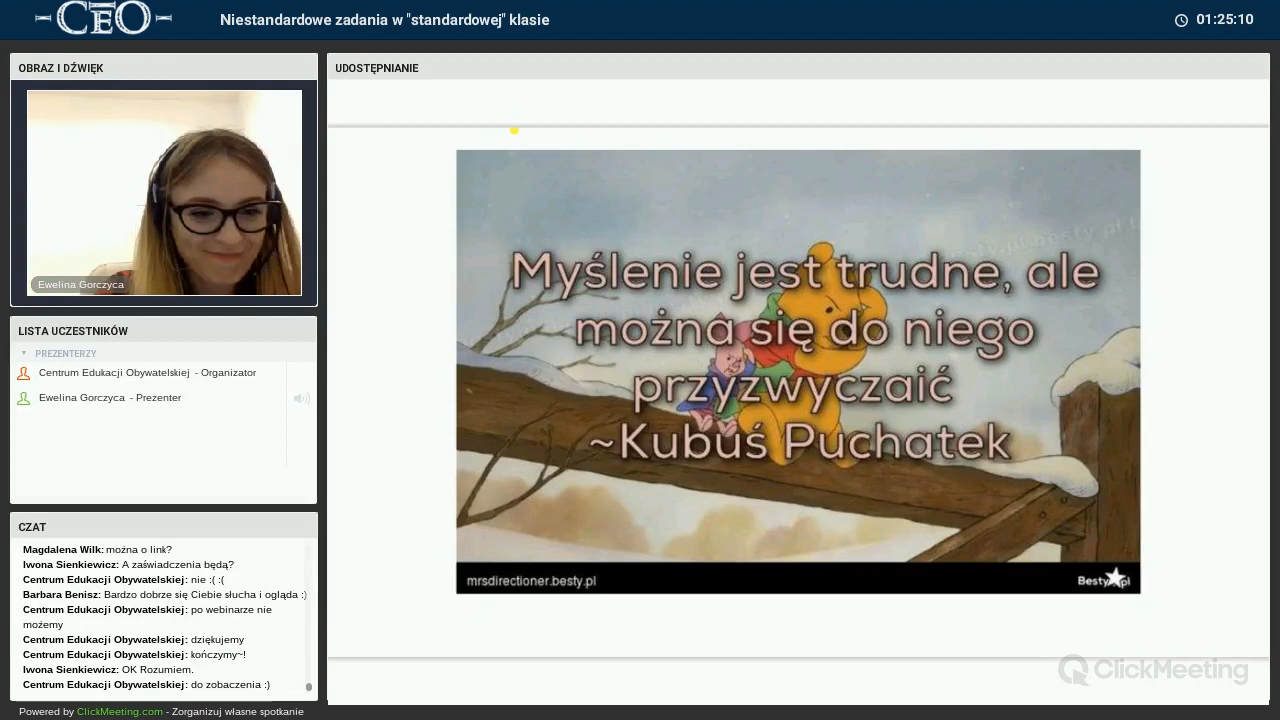 CEO
Niestandardowe zadania w "standardowej" klasie
01:25:10
OBRAZ I DŹWIĘK
Ewelina Gorczyca
LISTA UCZESTNIKÓW
PREZENTERZY
Centrum Edukacji Obywatelskiej - Organizator
Ewelina Gorczyca - Prezenter
CZAT
Magdalena Wilk: można o link?
Iwona Sienkiewicz: A zaświadczenia będą?
Centrum Edukacji Obywatelskiej: nie :( :(
Barbara Benisz: Bardzo dobrze się Ciebie słucha i ogląda :)
Centrum Edukacji Obywatelskiej: po webinarze nie
możemy
Centrum Edukacji Obywatelskiej: dziękujemy
Centrum Edukacji Obywatelskiej: kończymy~!
Iwona Sienkiewicz: OK Rozumiem.
Centrum Edukacji Obywatelskiej: do zobaczenia :)
Powered by ClickMeeting.com - Zorganizuj własne spotkanie
UDOSTĘPNIANIE
Myślenie jest trudne, ale
można się do niego
przyzwyczaić
~Kubuś Puchatek
mrsdirectioner.besty.pl
ClickMeeting